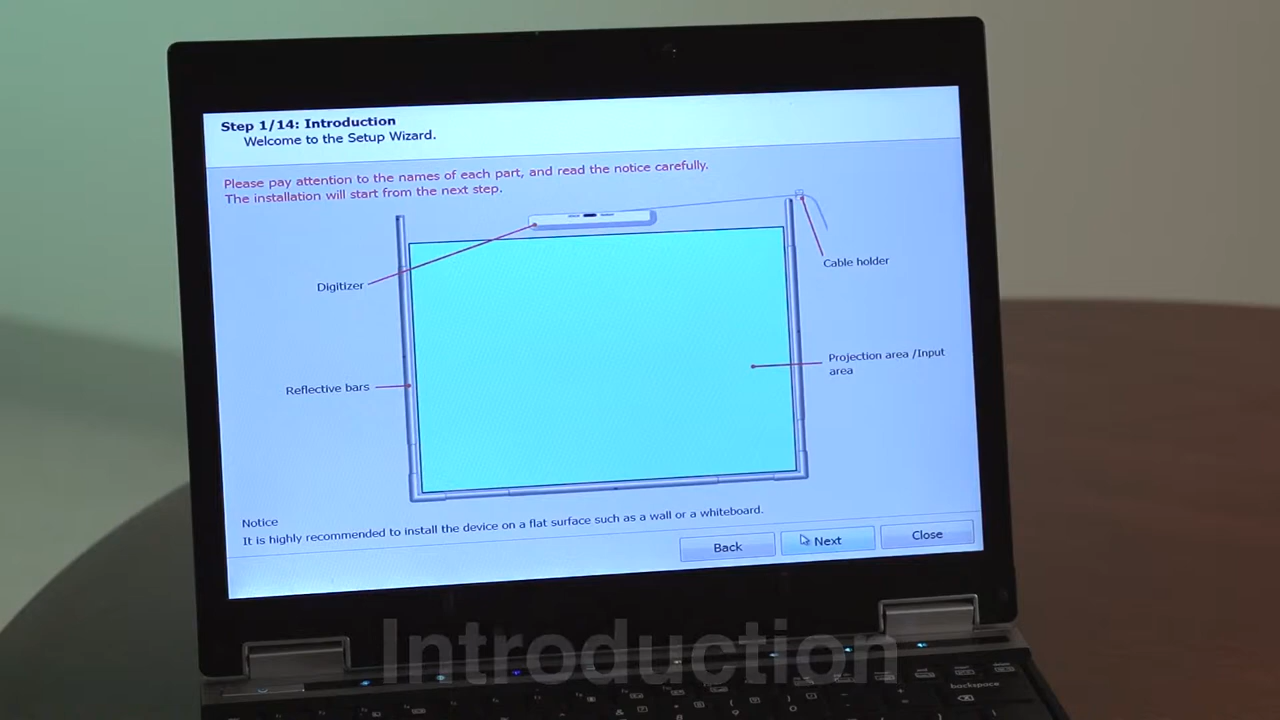 Step 1/14: Introduction
Welcome to the Setup Wizard.
Please pay attention to the names of each part, and read the notice carefully.
The installation will start from the next step.
Cable holder
Digitizer
Projection area /Input
area
Reflective bars
Notice
It is highly recommended to install the device on a flat surface such as a wall or a whiteboard.
Back
Next
Close
Introduction
backspace